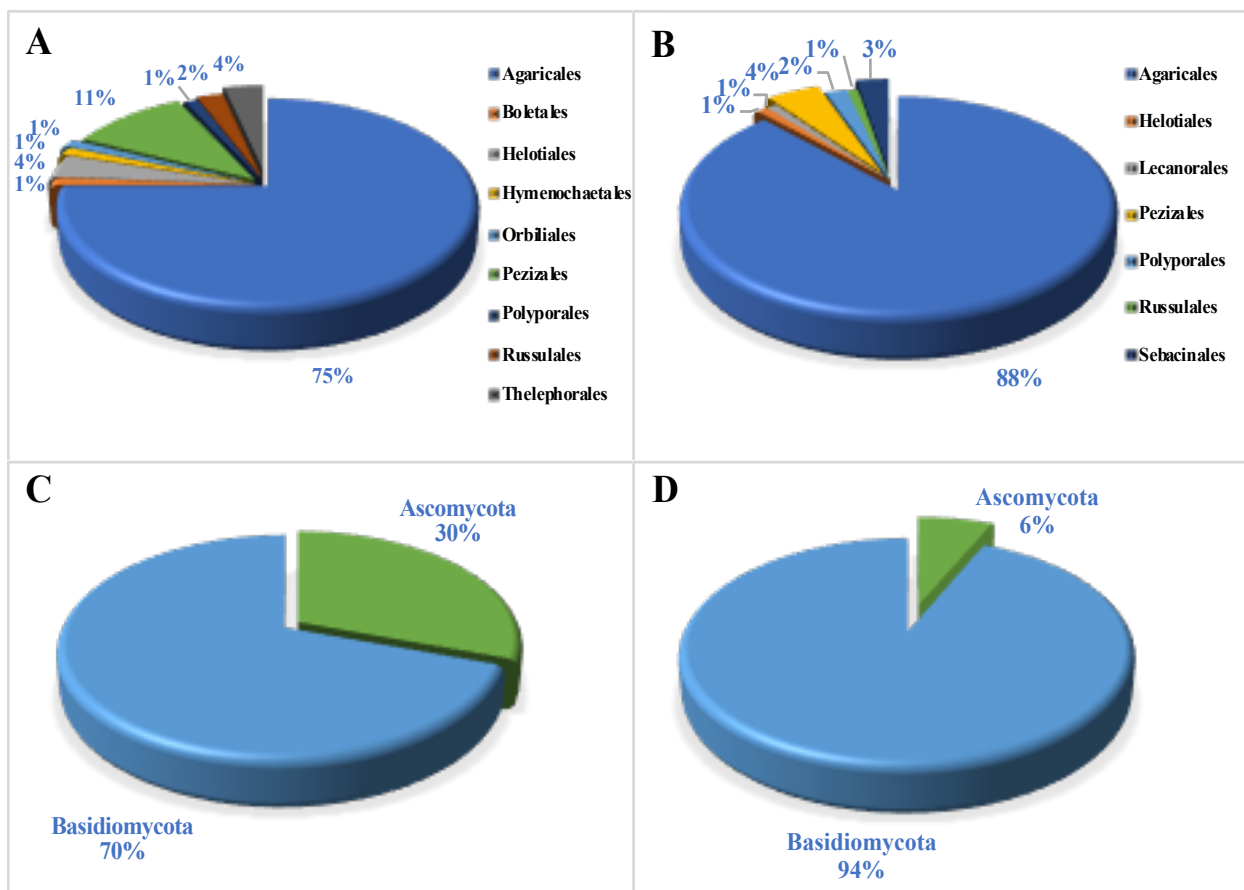 A
1%
2%
4%
11%
1%
1%
4%
1%
75%
Agaricales
Boletales
Helotiales
Hymenochaetales
Orbiliales
Pezizales
Polyporales
Russulales
Thelephorales
B
1%
3%
4%
2%
1%
1%
88%
Agaricales
Helotiales
Lecanorales
Pezizales
Polyporales
Russulales
Sebacinales
C
Ascomycota
30%
Basidiomycota
70%
D
Ascomycota
6%
Basidiomycota
94%